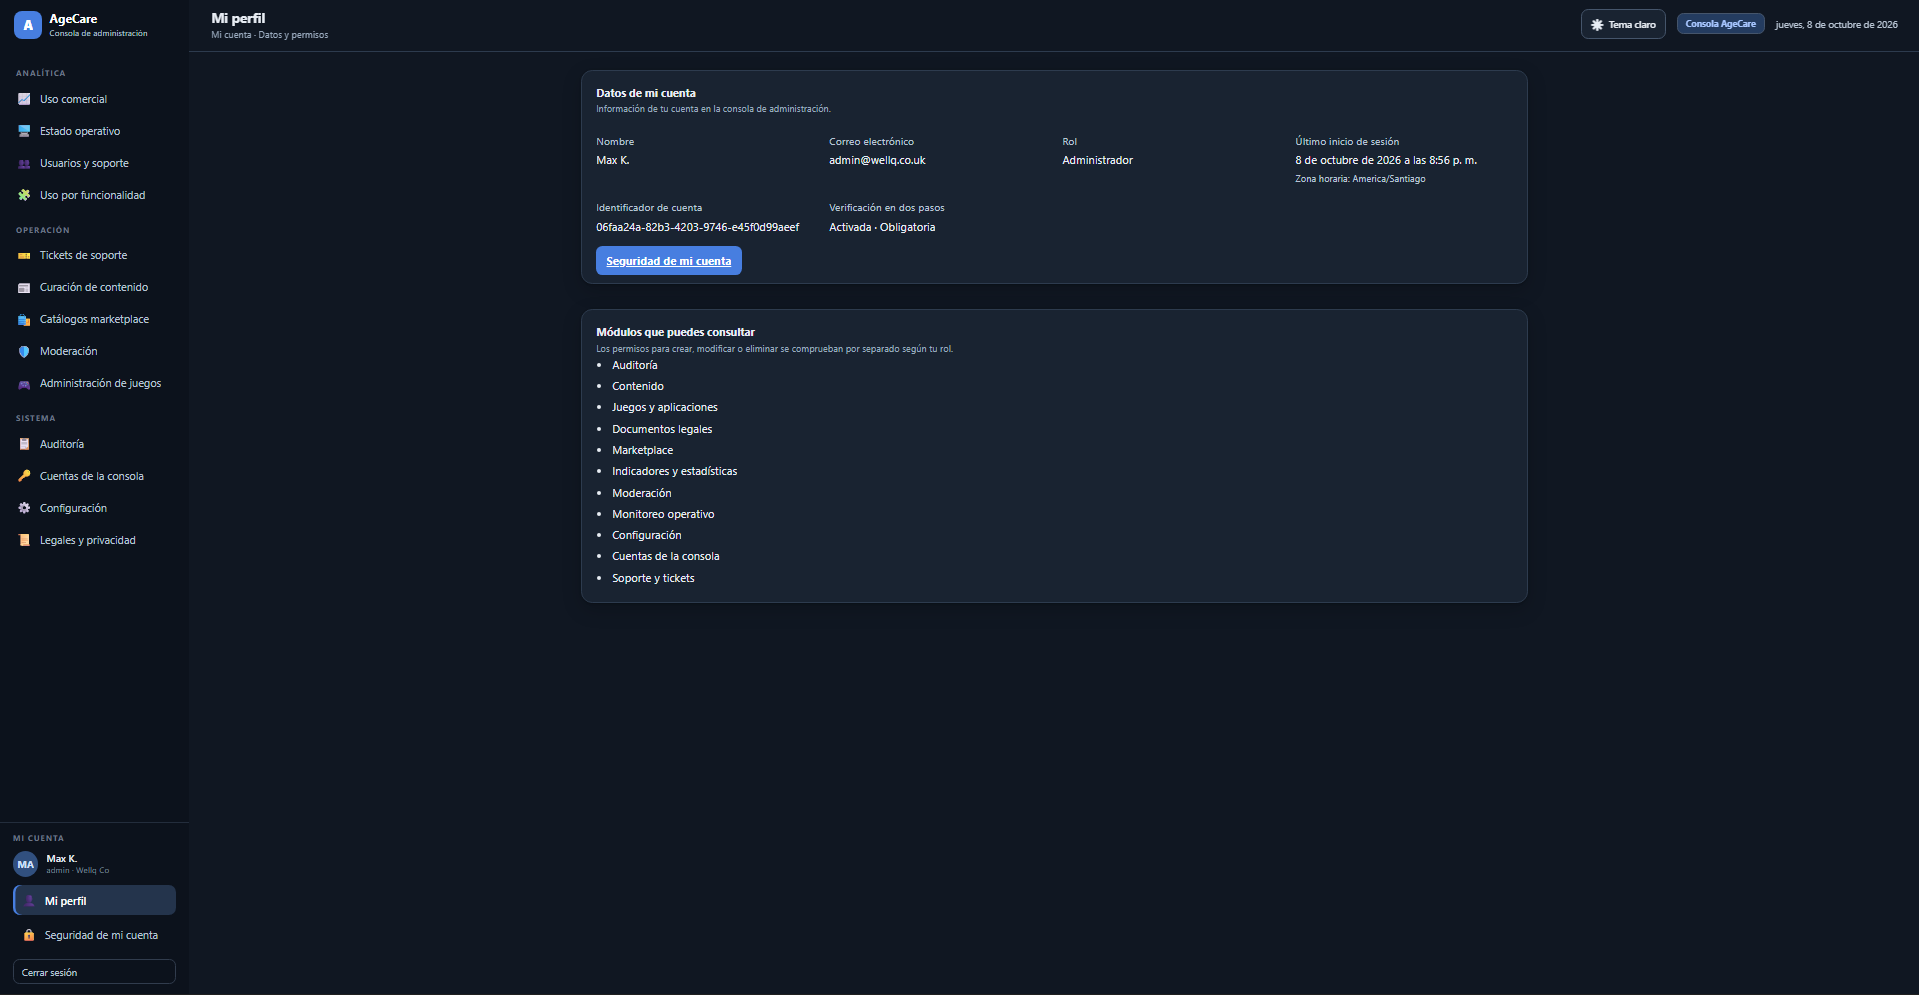 A
AgeCare
Consola de administración
ANALÍTICA
Uso comercial
Estado operativo
Usuarios y soporte
Uso por funcionalidad
OPERACIÓN
Tickets de soporte
Curación de contenido
Catálogos marketplace
Moderación
Administración de juegos
SISTEMA
Auditoría
Cuentas de la consola
Configuración
Legales y privacidad
MI CUENTA
MA
Max K.
admin · Wellq Co
Mi perfil
Seguridad de mi cuenta
Cerrar sesión
Mi perfil
Mi cuenta · Datos y permisos
Tema claro
Consola AgeCare
jueves, 8 de octubre de 2026
Datos de mi cuenta
Información de tu cuenta en la consola de administración.
Nombre
Max K.
Correo electrónico
admin@wellq.co.uk
Rol
Administrador
Último inicio de sesión
8 de octubre de 2026 a las 8:56 p. m.
Zona horaria: America/Santiago
Identificador de cuenta
06faa24a-82b3-4203-9746-e45f0d99aeef
Verificación en dos pasos
Activada · Obligatoria
Seguridad de mi cuenta
Módulos que puedes consultar
Los permisos para crear, modificar o eliminar se comprueban por separado según tu rol.
• Auditoría
• Contenido
• Juegos y aplicaciones
• Documentos legales
• Marketplace
• Indicadores y estadísticas
• Moderación
• Monitoreo operativo
• Configuración
• Cuentas de la consola
• Soporte y tickets